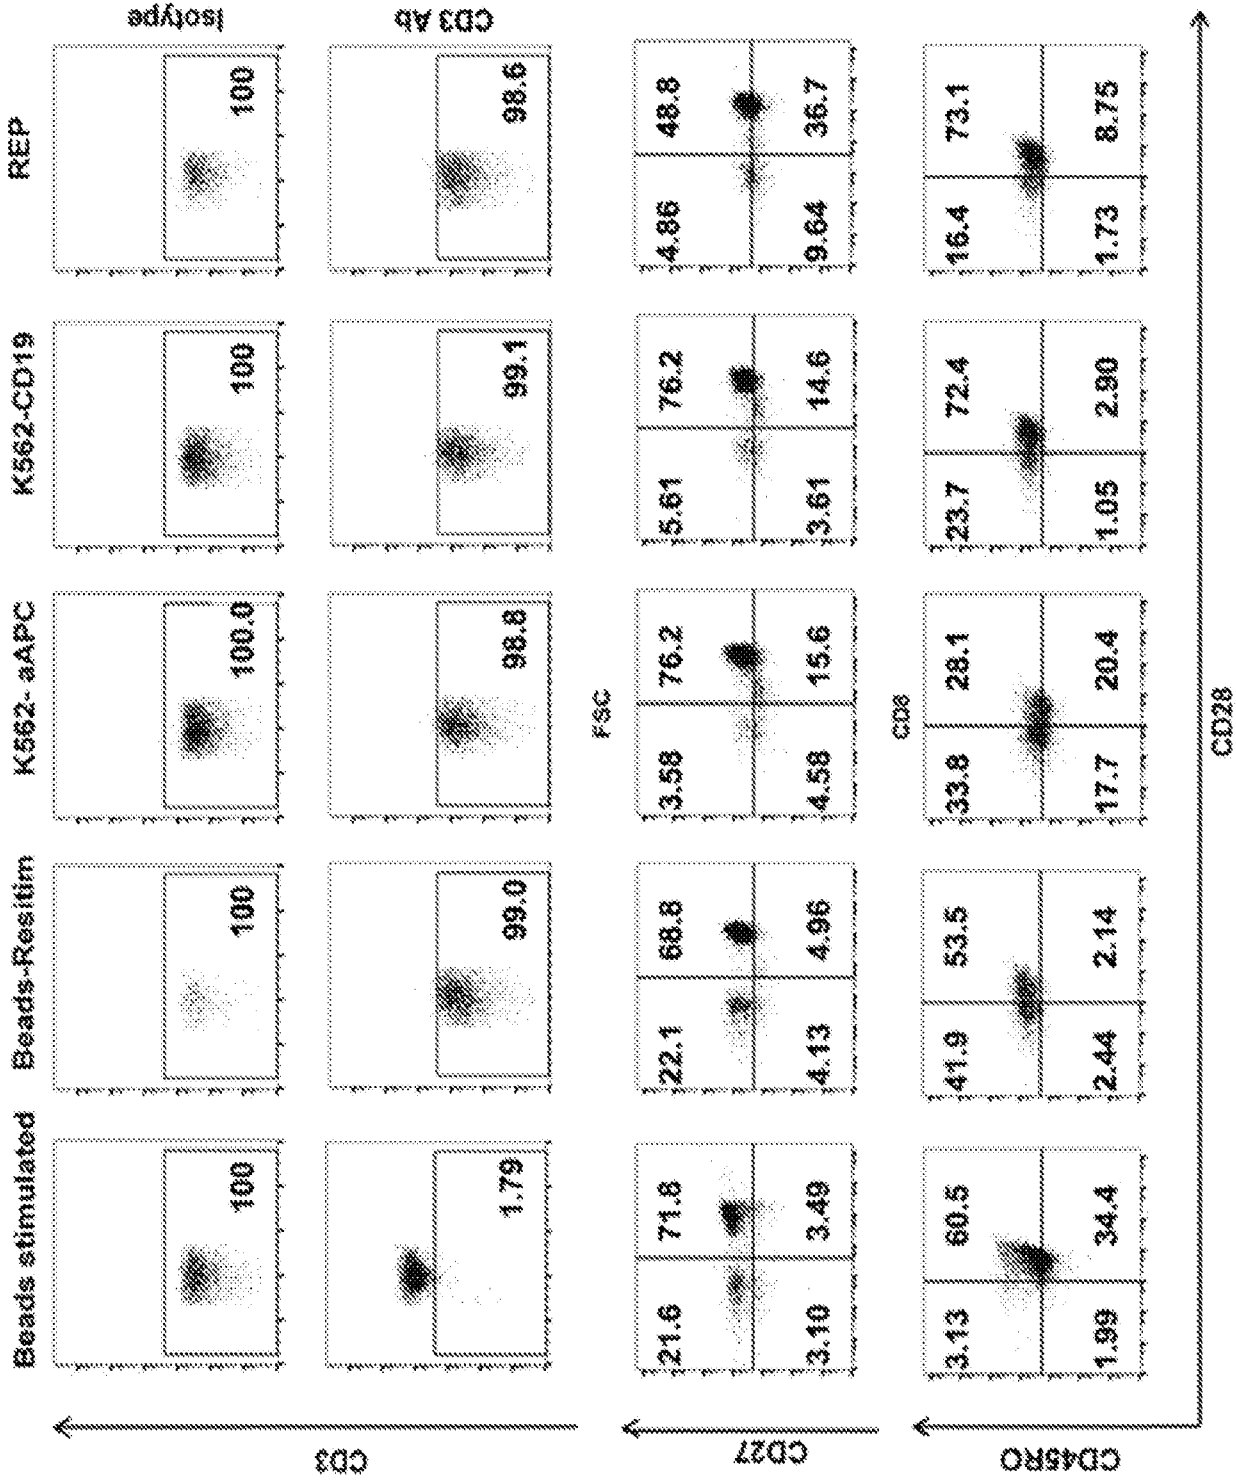 Beads stimulated Beads-Resitim K562- aAPC K562-CD19 REP
100 100 100.0 100 100
Isotype
1.79 99.0 98.8 99.1 98.6
CD3 Ab
CD3
FSC
21.6 71.8 22.1 68.8 3.58 76.2 5.61 76.2 4.86 48.8
3.10 3.49 4.13 4.96 4.58 15.6 3.61 14.6 9.64 36.7
CD27
CD8
3.13 60.5 41.9 53.5 33.8 28.1 23.7 72.4 16.4 73.1
1.99 34.4 2.44 2.14 17.7 20.4 1.05 2.90 1.73 8.75
CD45RO
CD28